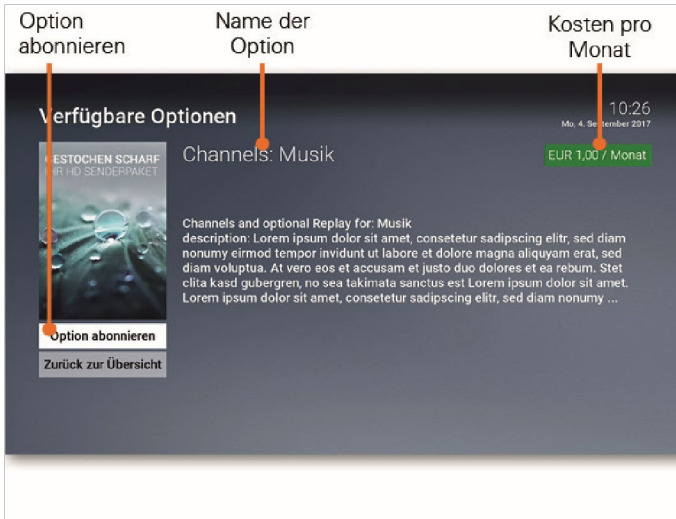 Option
abonnieren
Name der
Option
Kosten pro
Monat
Verfügbare Optionen
10:26
Mo, 4. September 2017
GESTOCHEN SCHARF
IHR HD SENDERPAKET
Channels: Musik
EUR 1,00 / Monat
Channels and optional Replay for: Musik
description: Lorem ipsum dolor sit amet, consetetur sadipscing elitr, sed diam
nonumy eirmod tempor invidunt ut labore et dolore magna aliquyam erat, sed
diam voluptua. At vero eos et accusam et justo duo dolores et ea rebum. Stet
clita kasd gubergren, no sea takimata sanctus est Lorem ipsum dolor sit amet.
Lorem ipsum dolor sit amet, consetetur sadipscing elitr, sed diam nonumy ...
Option abonnieren
Zurück zur Übersicht